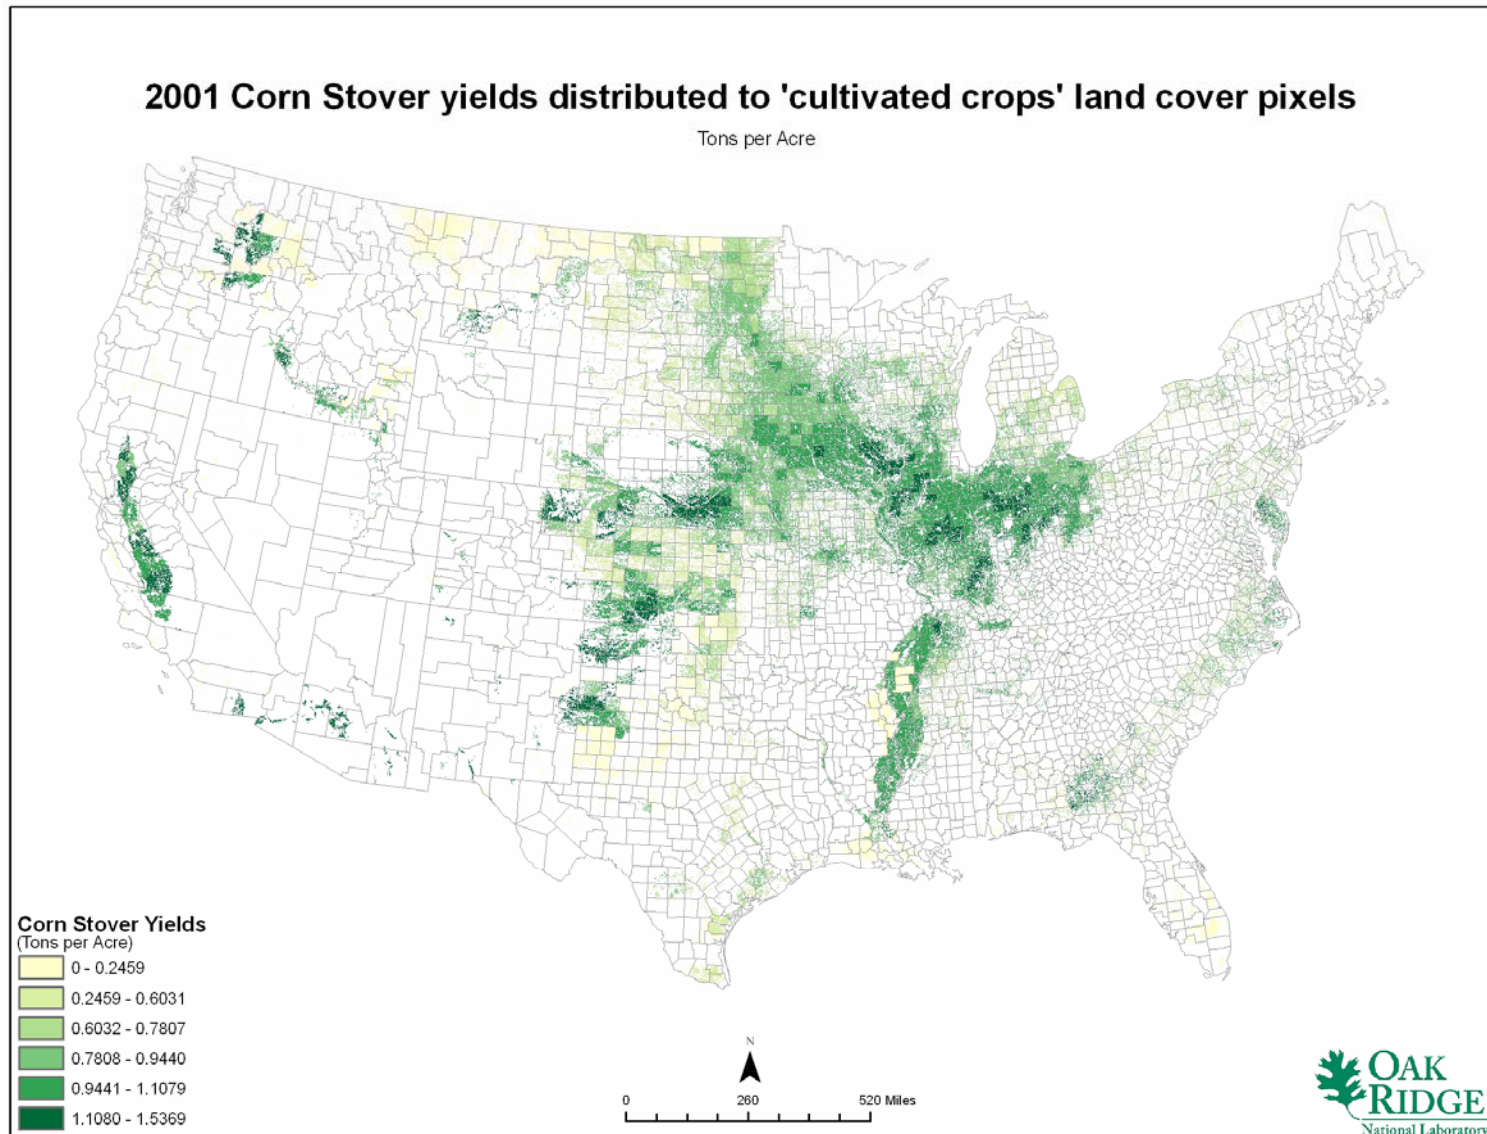 2001 Corn Stover yields distributed to 'cultivated crops' land cover pixels
Tons per Acre
Corn Stover Yields
(Tons per Acre)
0 - 0.2459
0.2459 - 0.6031
0.6032 - 0.7807
0.7808 - 0.9440
0.9441 - 1.1079
1.1080 - 1.5369
N
0 260 520 Miles
OAK
RIDGE
National Laboratory